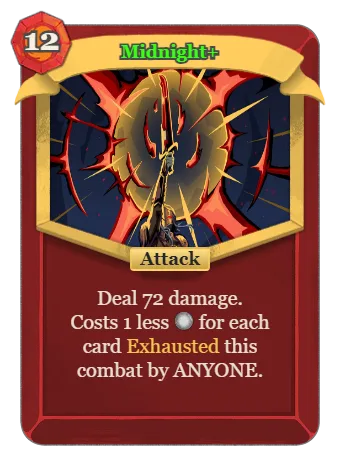 12
Midnight+
Attack
Deal 72 damage.
Costs 1 less for each
card Exhausted this
combat by ANYONE.